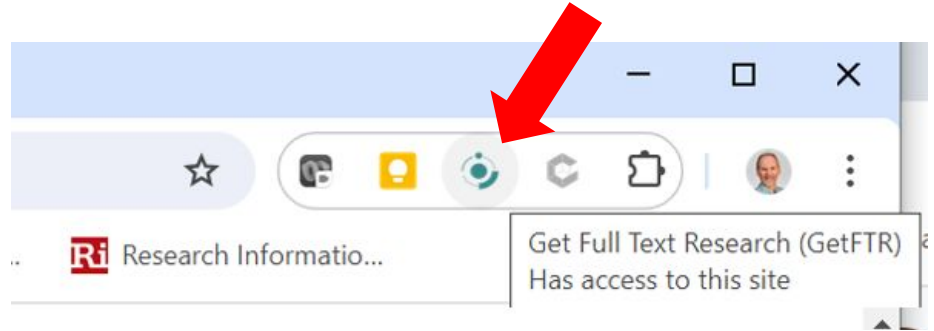 Ri Research Informatio...
Get Full Text Research (GetFTR)
Has access to this site